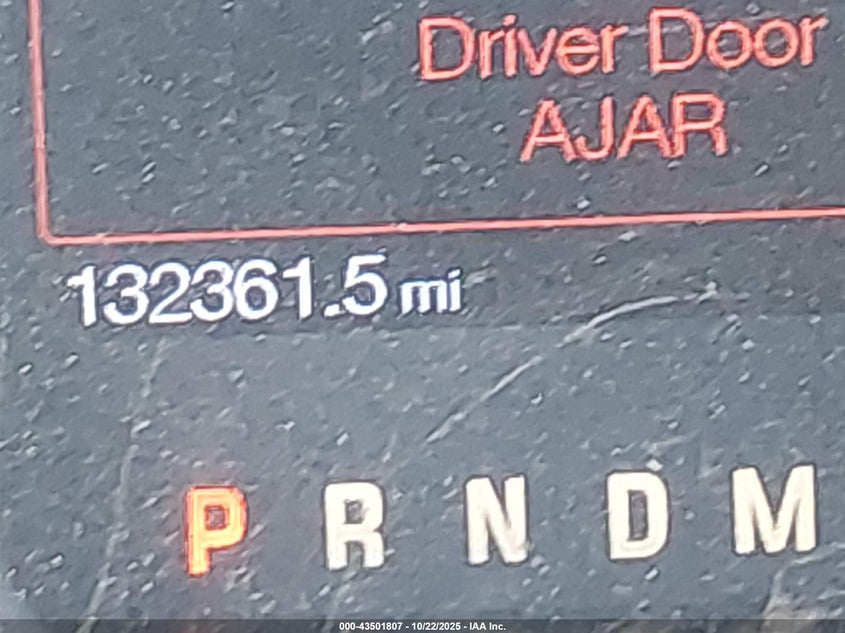 Driver Door
AJAR
132361.5 mi
P R N D M
000-43501807 - 10/22/2025 - IAA Inc.